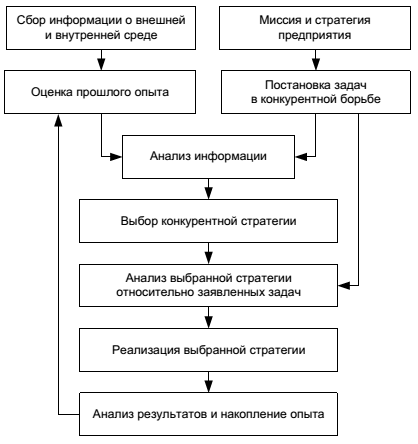 Сбор информации о внешней
и внутренней среде
Миссия и стратегия
предприятия
Оценка прошлого опыта
Постановка задач
в конкурентной борьбе
Анализ информации
Выбор конкурентной стратегии
Анализ выбранной стратегии
относительно заявленных задач
Реализация выбранной стратегии
Анализ результатов и накопление опыта